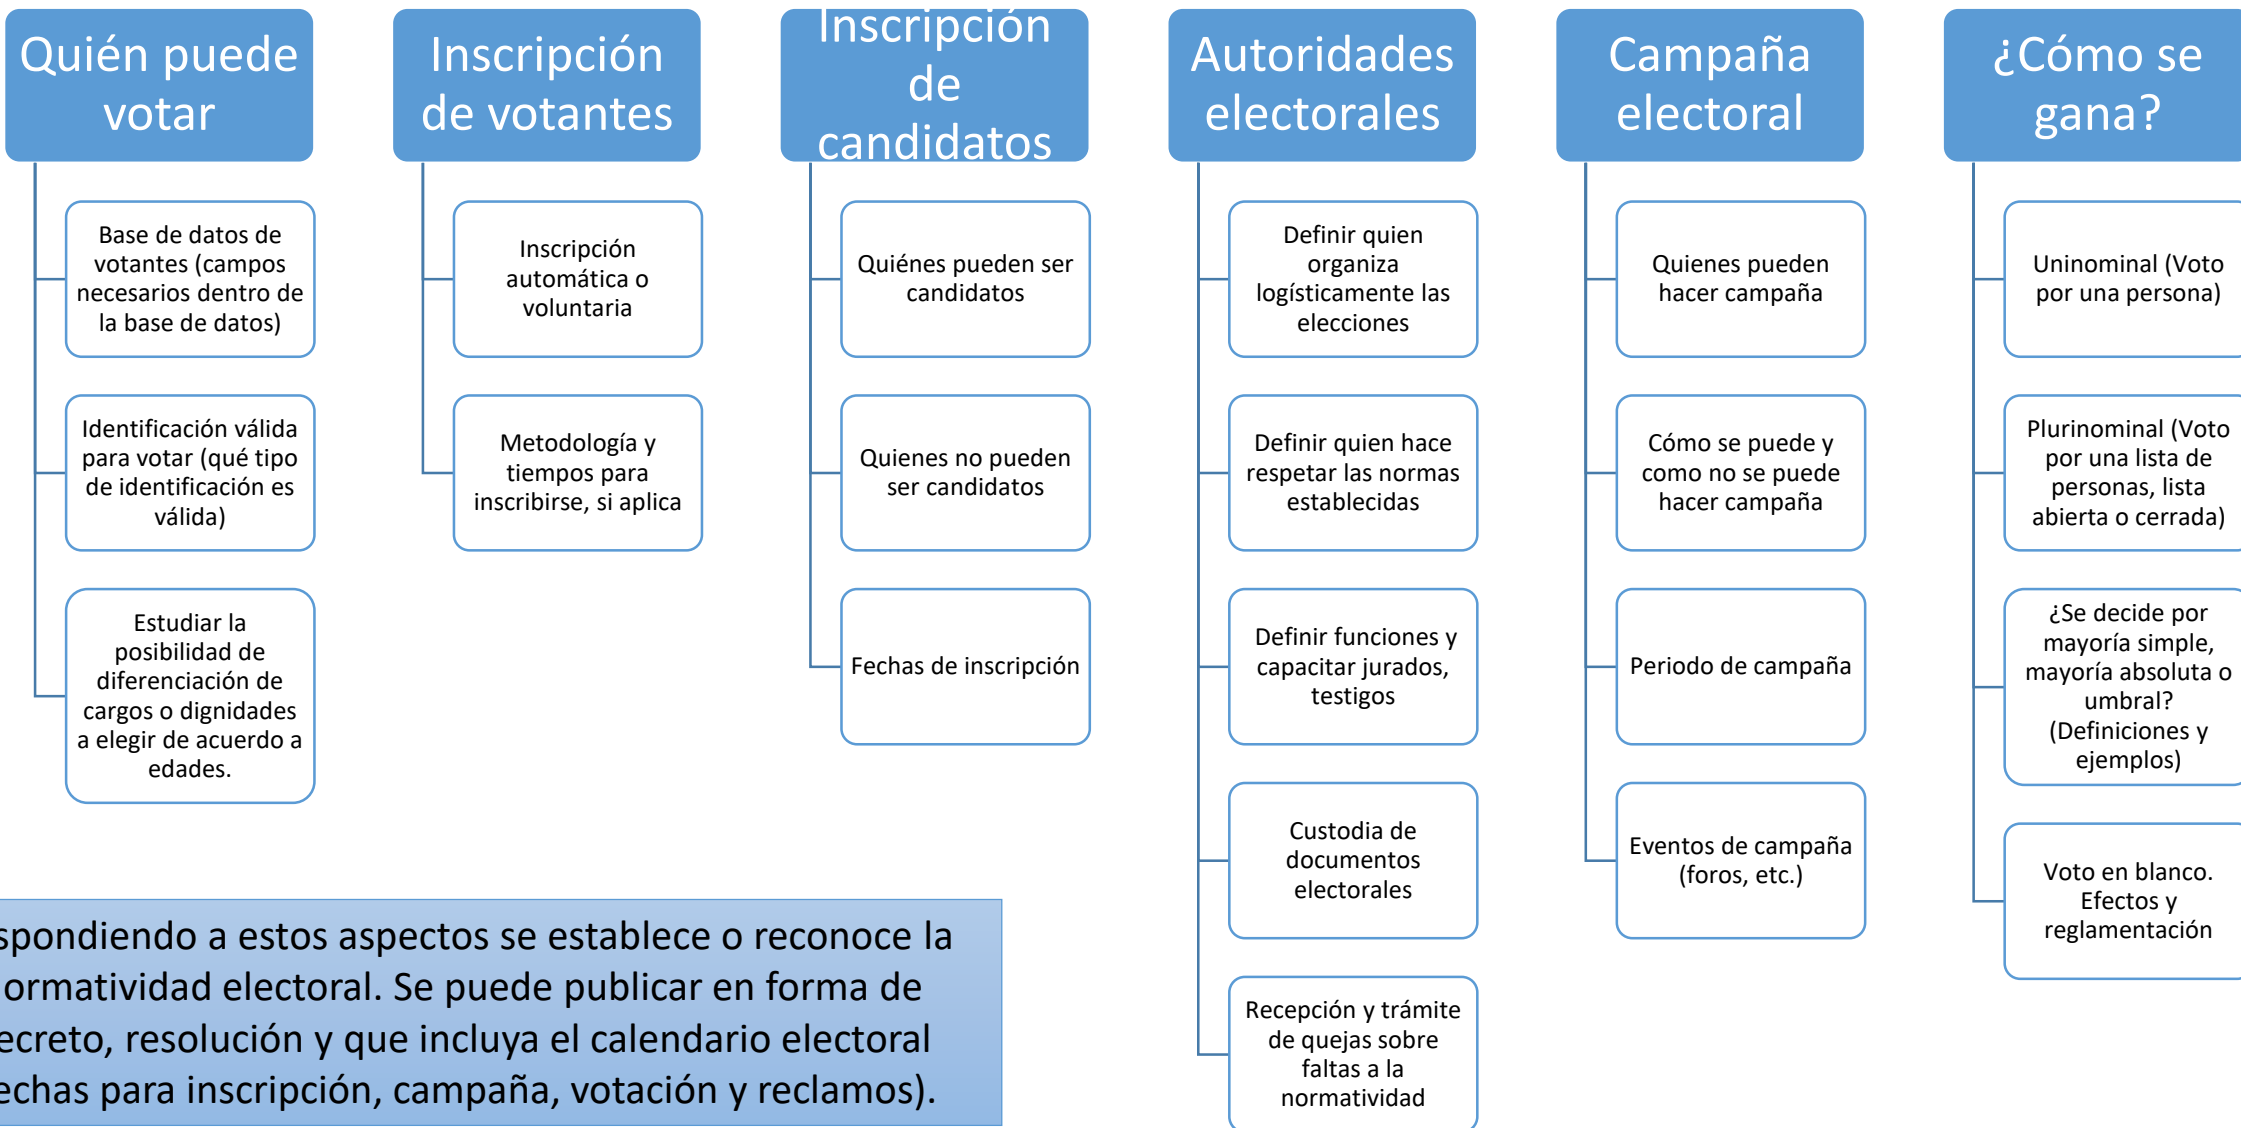 Quién puede
votar
Base de datos de
votantes (campos
necesarios dentro de
la base de datos)
Identificación válida
para votar (qué tipo
de identificación es
válida)
Estudiar la
posibilidad de
diferenciación de
cargos o dignidades
a elegir de acuerdo a
edades.
Inscripción
de votantes
Inscripción
automática o
voluntaria
Metodología y
tiempos para
inscribirse, si aplica
Inscripción
de
candidatos
Quiénes pueden ser
candidatos
Quienes no pueden
ser candidatos
Fechas de inscripción
Autoridades
electorales
Definir quien
organiza
logísticamente las
elecciones
Definir quien hace
respetar las normas
establecidas
Definir funciones y
capacitar jurados,
testigos
Custodia de
documentos
electorales
Recepción y trámite
de quejas sobre
faltas a la
normatividad
Campaña
electoral
Quienes pueden
hacer campaña
Cómo se puede y
como no se puede
hacer campaña
Periodo de campaña
Eventos de campaña
(foros, etc.)
¿Cómo se
gana?
Uninominal (Voto
por una persona)
Plurinominal (Voto
por una lista de
personas, lista
abierta o cerrada)
¿Se decide por
mayoría simple,
mayoría absoluta o
umbral?
(Definiciones y
ejemplos)
Voto en blanco.
Efectos y
reglamentación
spondiendo a estos aspectos se establece o reconoce la
ormatividad electoral. Se puede publicar en forma de
ecreto, resolución y que incluya el calendario electoral
echas para inscripción, campaña, votación y reclamos).